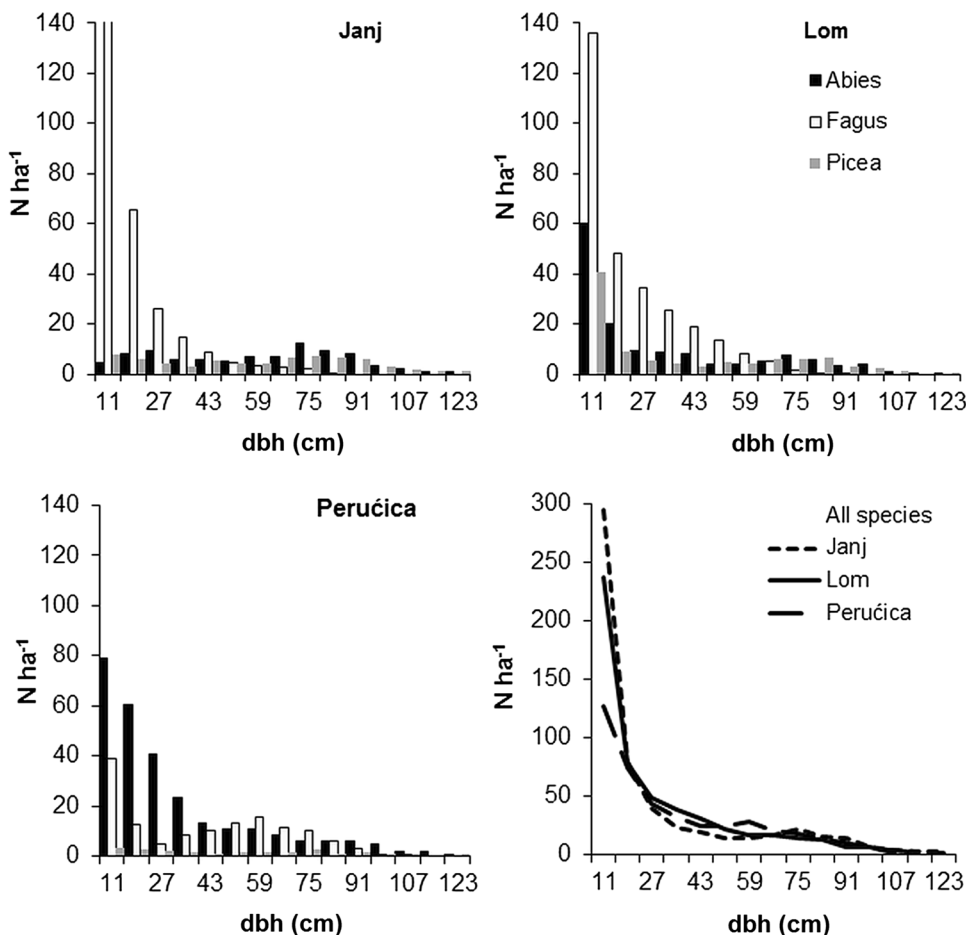 Janj
N ha-1
140
120
100
80
60
40
20
0
11 27 43 59 75 91 107 123
dbh (cm)
Lom
Abies
Fagus
Picea
N ha-1
140
120
100
80
60
40
20
0
11 27 43 59 75 91 107 123
dbh (cm)
Perućica
N ha-1
140
120
100
80
60
40
20
0
11 27 43 59 75 91 107 123
dbh (cm)
All species
Janj
Lom
Perućica
N ha-1
300
250
200
150
100
50
0
11 27 43 59 75 91 107 123
dbh (cm)